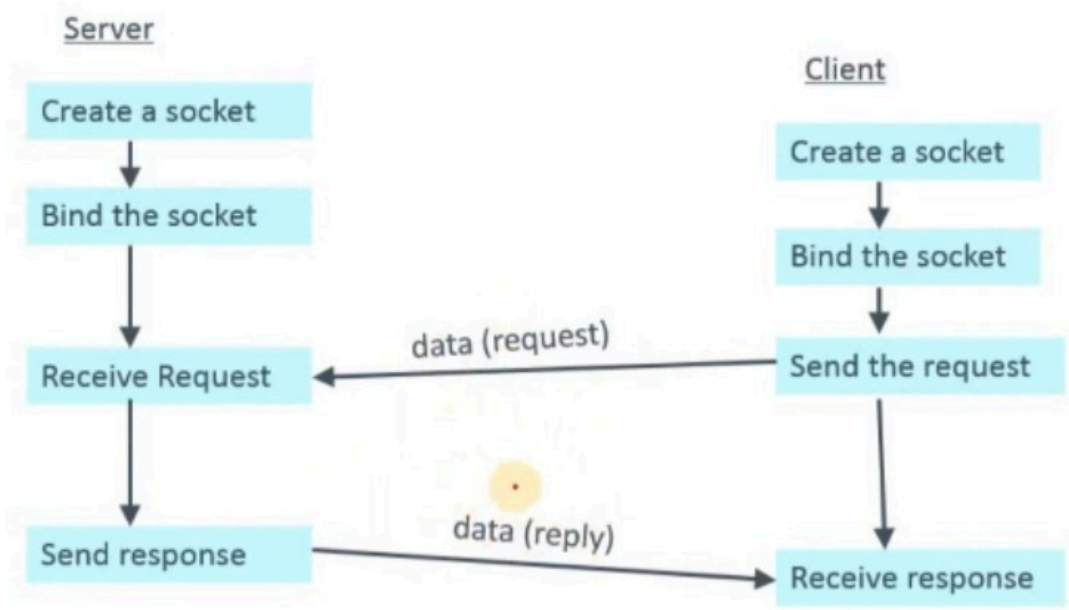 Server
Client
Create a socket
Create a socket
Bind the socket
Bind the socket
data (request)
Receive Request
Send the request
data (reply)
Send response
Receive response